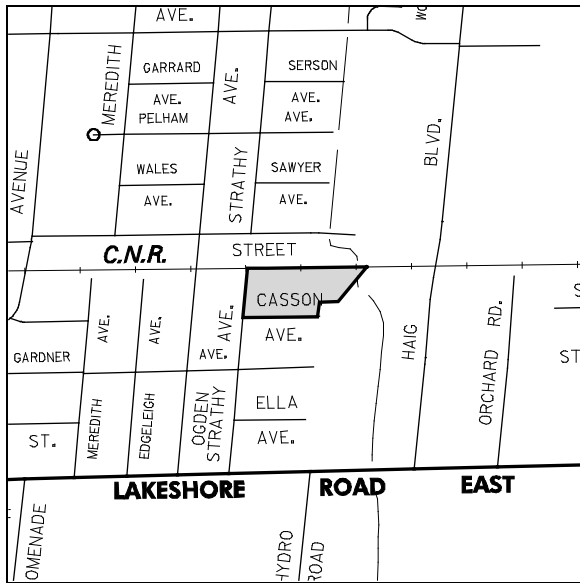 AVE.
WO
GARRARD
SERSON
MEREDITH
AVE.
AVE.
AVE.
PELHAM
AVE.
BLVD.
WALES
SAWYER
AVE.
AVE.
AVENUE
STRATHY
STREET
C.N.R.
CASSON
AVE.
AVE.
AVE.
AVE.
AVE.
GARDNER
HAIG
ORCHARD RD.
ST
ST.
MEREDITH
EDGELEIGH
OGDEN
STRATHY
ELLA
AVE.
LAKESHORE ROAD EAST
OMENADE
HYDRO
ROAD